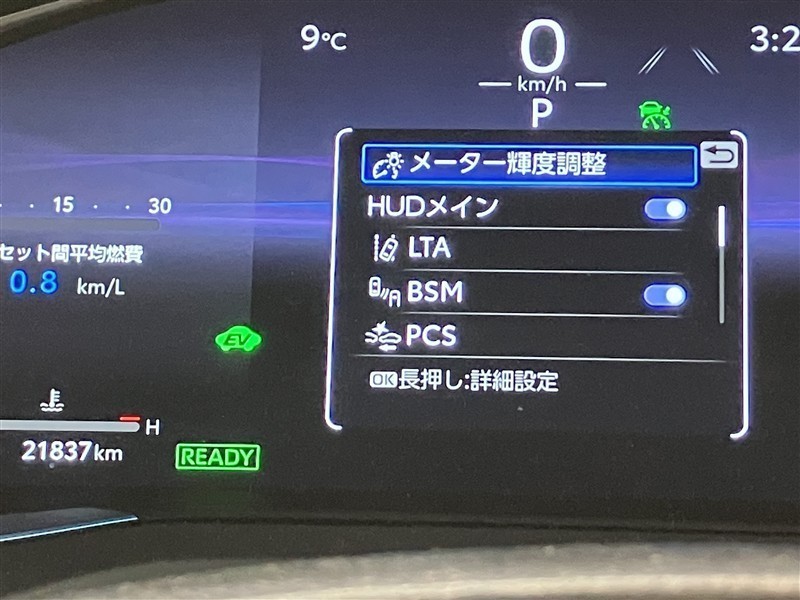 9°C
0
km/h
P
3:2
メーター輝度調整
HUDメイン
LTA
BSM
PCS
OK長押し:詳細設定
15 30
セット間平均燃費
0.8 km/L
EV
H
21837km
READY